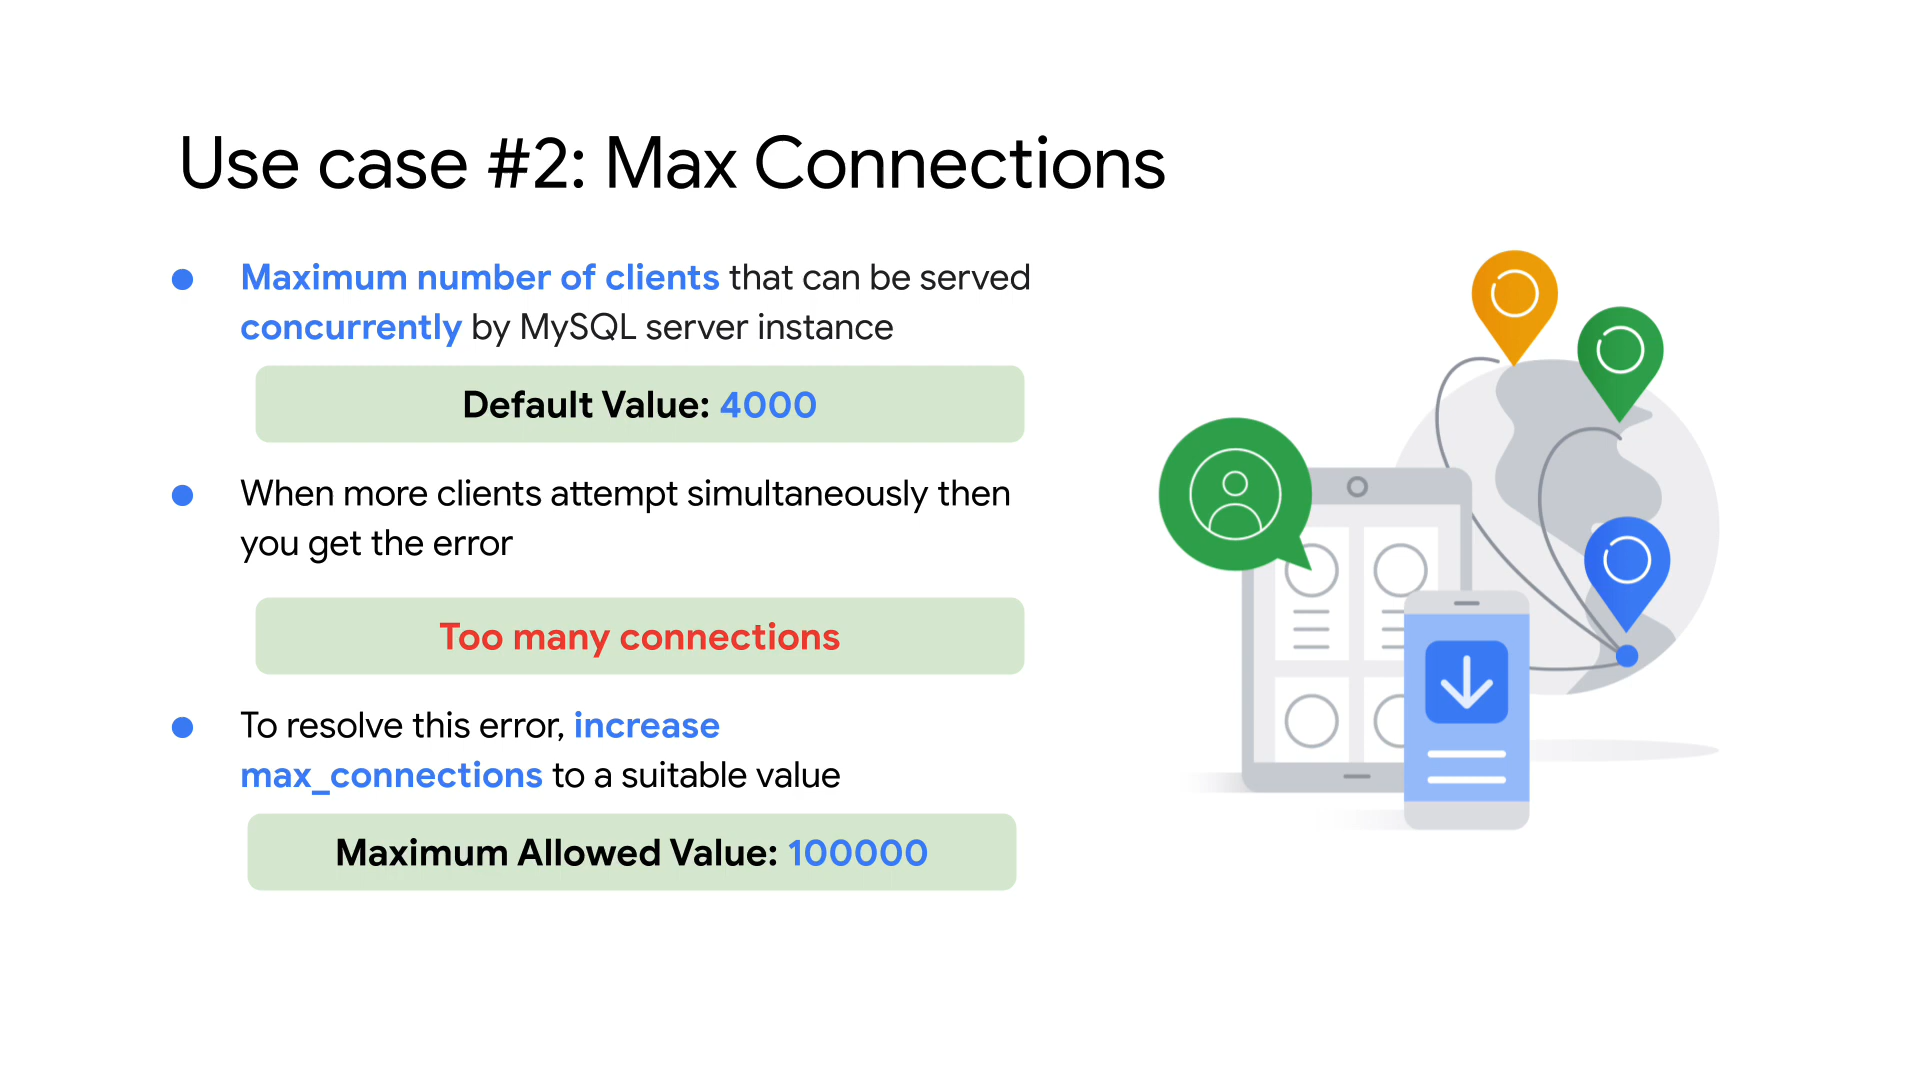 Use case #2: Max Connections
Maximum number of clients that can be served
concurrently by MySQL server instance
Default Value: 4000
When more clients attempt simultaneously then
you get the error
Too many connections
To resolve this error, increase
max_connections to a suitable value
Maximum Allowed Value: 100000